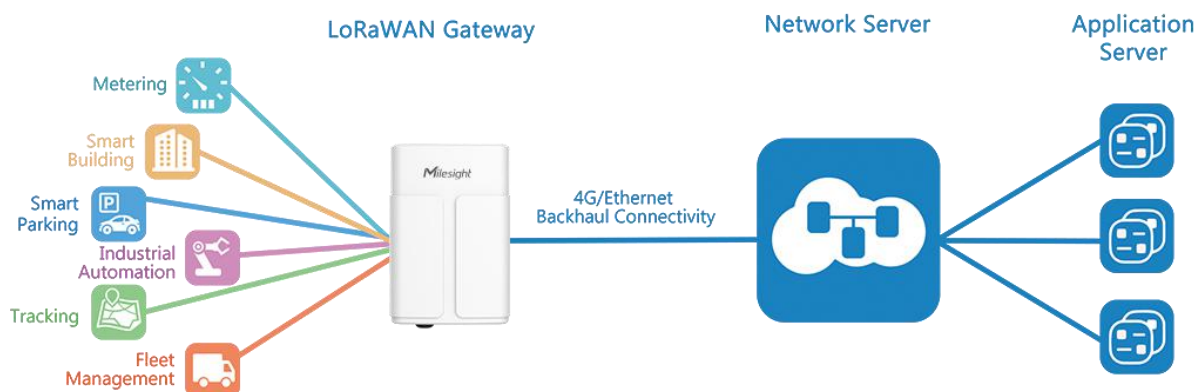 LoRaWAN Gateway
Network Server
Application
Server
Metering
Smart
Building
Smart
Parking
P
Industrial
Automation
Tracking
Fleet
Management
Milesight
4G/Ethernet
Backhaul Connectivity